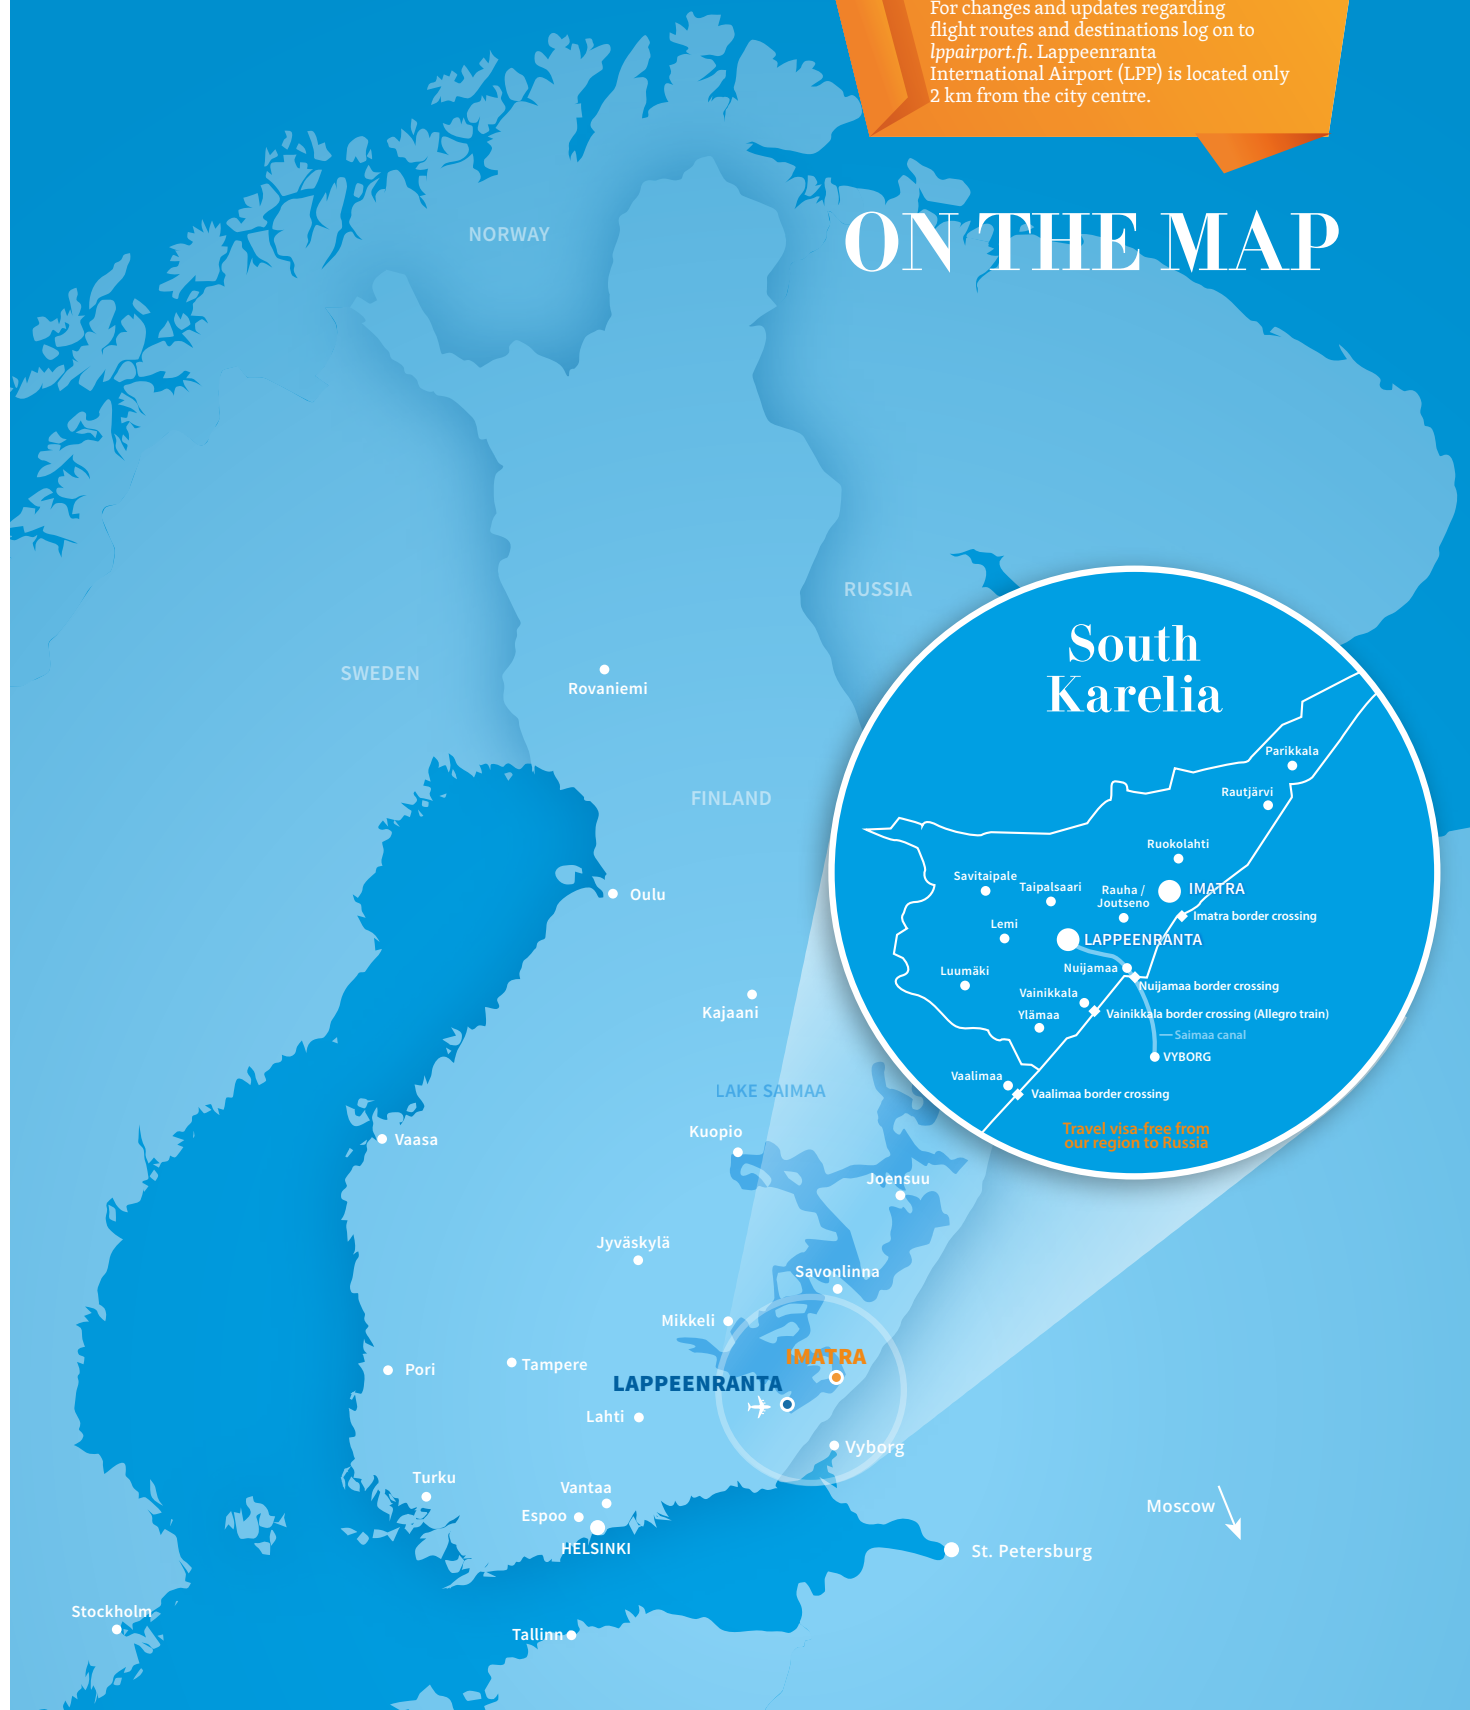 For changes and updates regarding
flight routes and destinations log on to
lppairport.fi. Lappeenranta
International Airport (LPP) is located only
2 km from the city centre.
ON THE MAP
NORWAY
RUSSIA
SWEDEN
Rovaniemi
FINLAND
Oulu
Kajaani
LAKE SAIMAA
Kuopio
Vaasa
Joensuu
Jyväskylä
Savonlinna
Mikkeli
IMATRA
Pori
Tampere
LAPPEENRANTA
Lahti
Vyborg
Turku
Vantaa
Espoo
HELSINKI
Moscow
St. Petersburg
Stockholm
Tallinn
South
Karelia
Parikkala
Rautjärvi
Ruokolahti
Savitaipale
Taipalsaari
Rauha /
Joutseno
IMATRA
Imatra border crossing
Lemi
LAPPEENRANTA
Nuijamaa
Luumäki
Nuijamaa border crossing
Vainikkala
Ylämaa
Vainikkala border crossing (Allegro train)
Saimaa canal
VYBORG
Vaalimaa
Vaalimaa border crossing
Travel visa-free from
our region to Russia